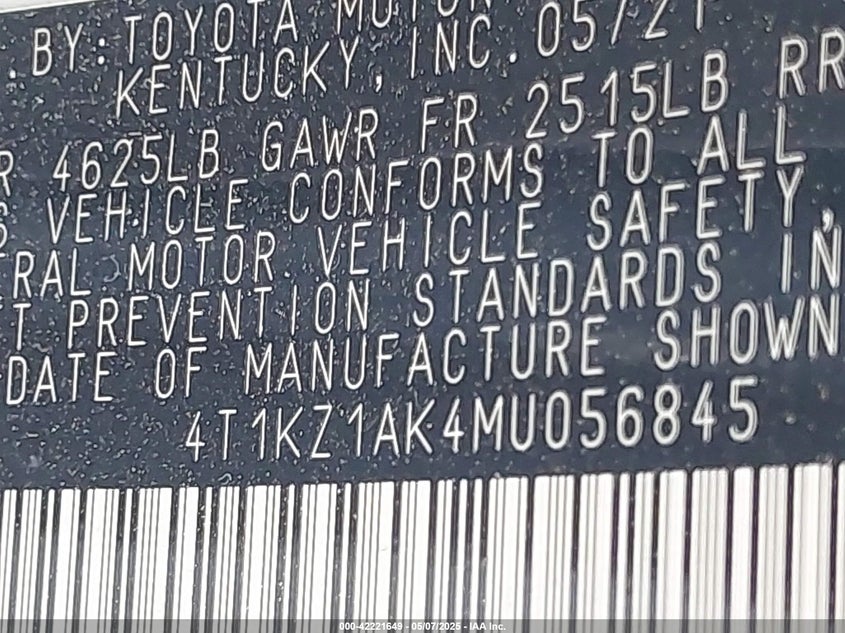 .BY:TOYOTA MOTOR
KENTUCKY, INC. 05/21
R 4625LB GAWR FR 2515LB RR
S VEHICLE CONFORMS TO ALL
RAL MOTOR VEHICLE SAFETY,
T PREVENTION STANDARDS IN
DATE OF MANUFACTURE SHOWN
4T1KZ1AK4MU056845
000-42221649 - 05/07/2025 - IAA Inc.